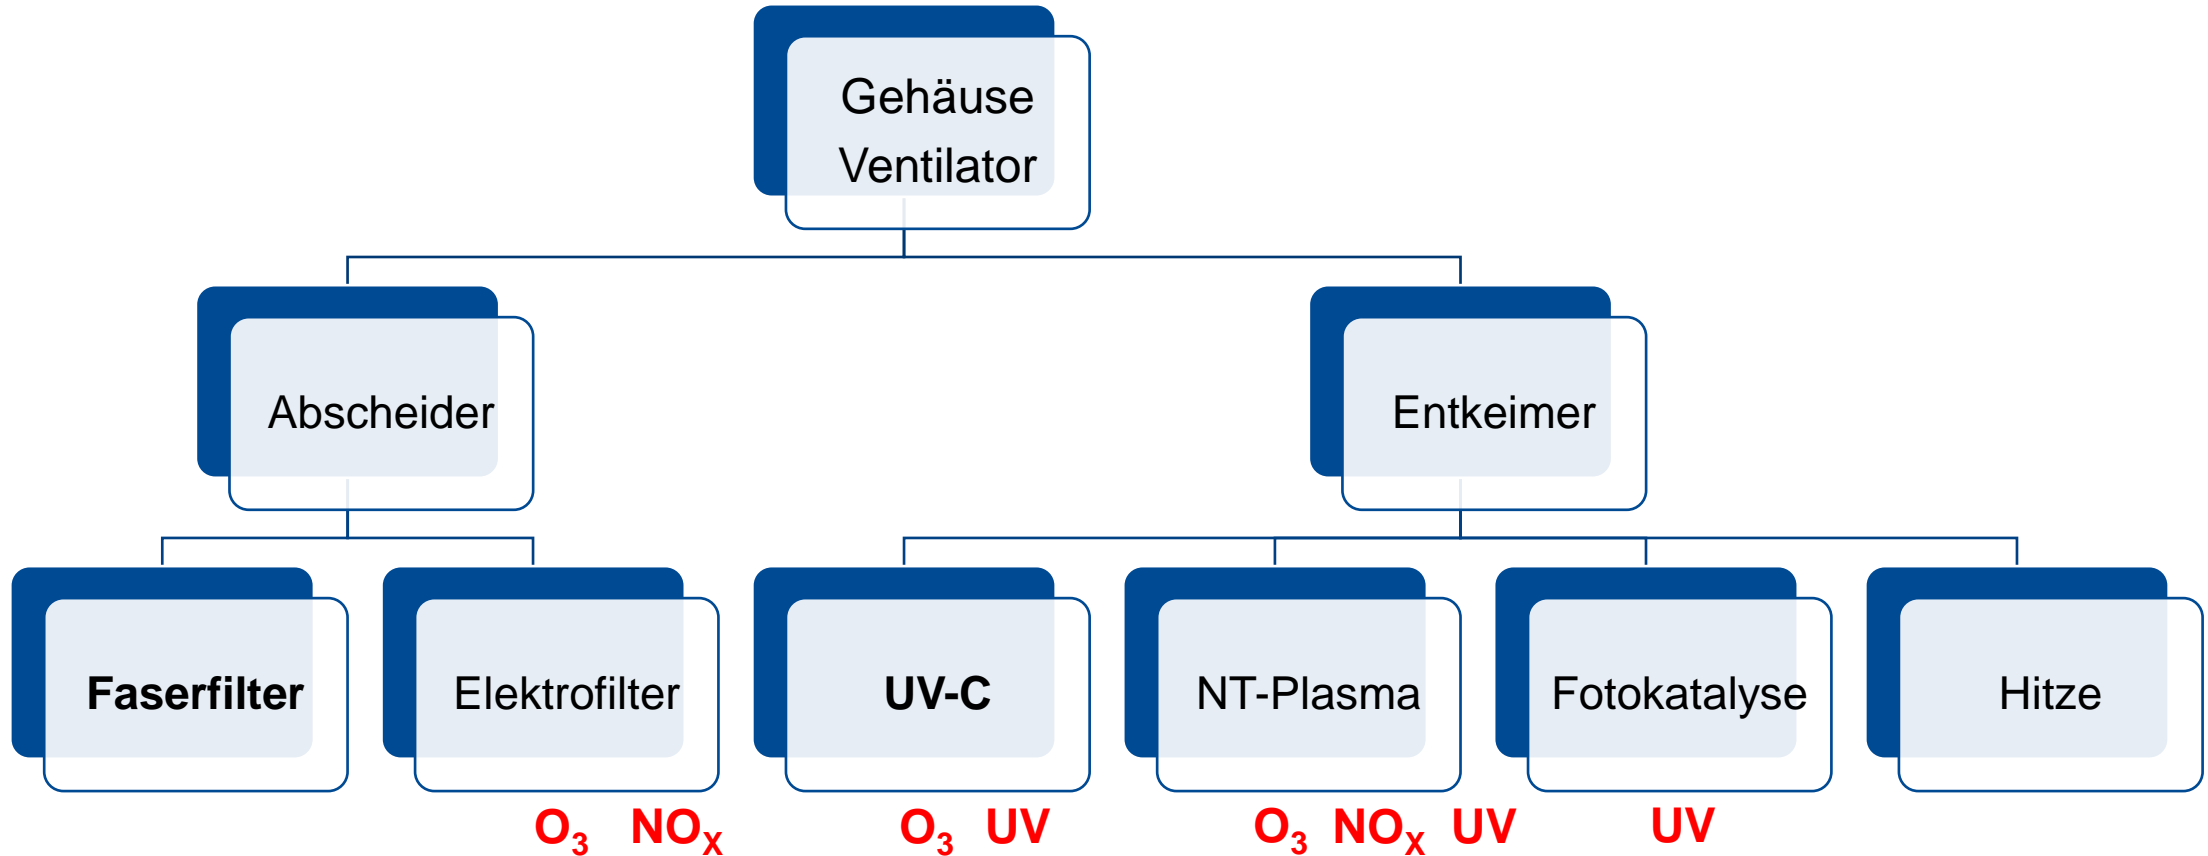 Gehäuse
Ventilator
Abscheider
Entkeimer
Faserfilter
Elektrofilter
UV-C
NT-Plasma
Fotokatalyse
Hitze
O₃ NOₓ
O₃ UV
O₃ NOₓ UV
UV